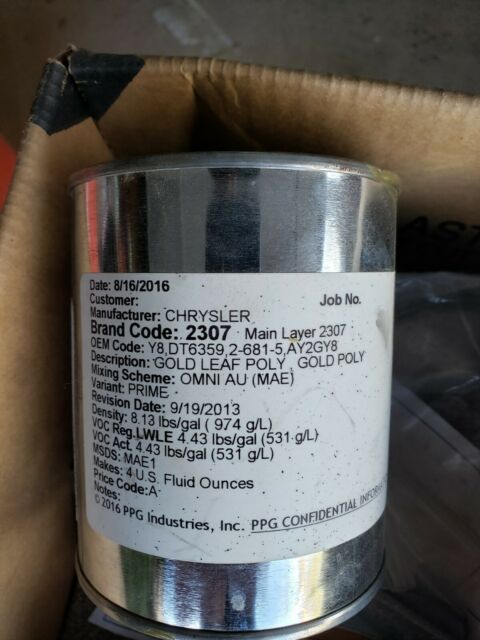 Date: 8/16/2016
Customer: Job No.
Manufacturer: CHRYSLER
Brand Code: 2307 Main Layer 2307
OEM Code: Y8,DT6359,2-681-5,AY2GY8
Description: GOLD LEAF POLY , GOLD POLY
Mixing Scheme: OMNI AU (MAE)
Variant: PRIME
Revision Date: 9/19/2013
Density: 8.13 lbs/gal ( 974 g/L)
VOC Reg.LWLE 4.43 lbs/gal (531 g/L)
VOC Act. 4.43 lbs/gal (531 g/L)
MSDS: MAE1
Makes: 4 U.S. Fluid Ounces
Price Code:A-
Notes:
© 2016 PPG Industries, Inc. PPG CONFIDENTIAL